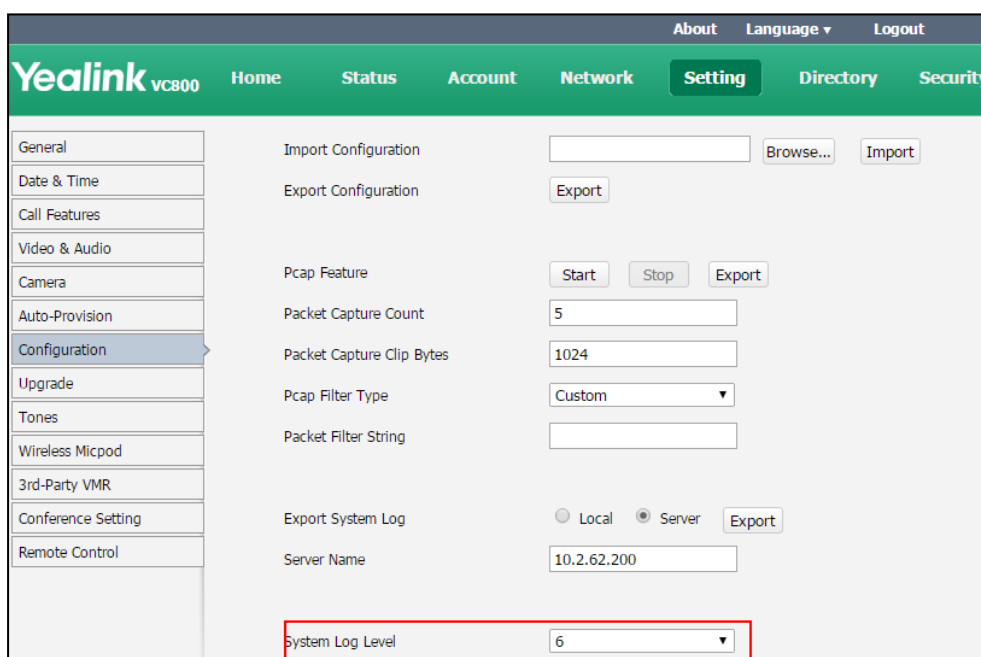 About Language ▾ Logout
Yealink VC800 Home Status Account Network Setting Directory Security
General
Date & Time
Call Features
Video & Audio
Camera
Auto-Provision
Configuration
Upgrade
Tones
Wireless Micpod
3rd-Party VMR
Conference Setting
Remote Control
Import Configuration Browse... Import
Export Configuration Export
Pcap Feature Start Stop Export
Packet Capture Count 5
Packet Capture Clip Bytes 1024
Pcap Filter Type Custom ▼
Packet Filter String
Export System Log Local Server Export
Server Name 10.2.62.200
System Log Level 6 ▼